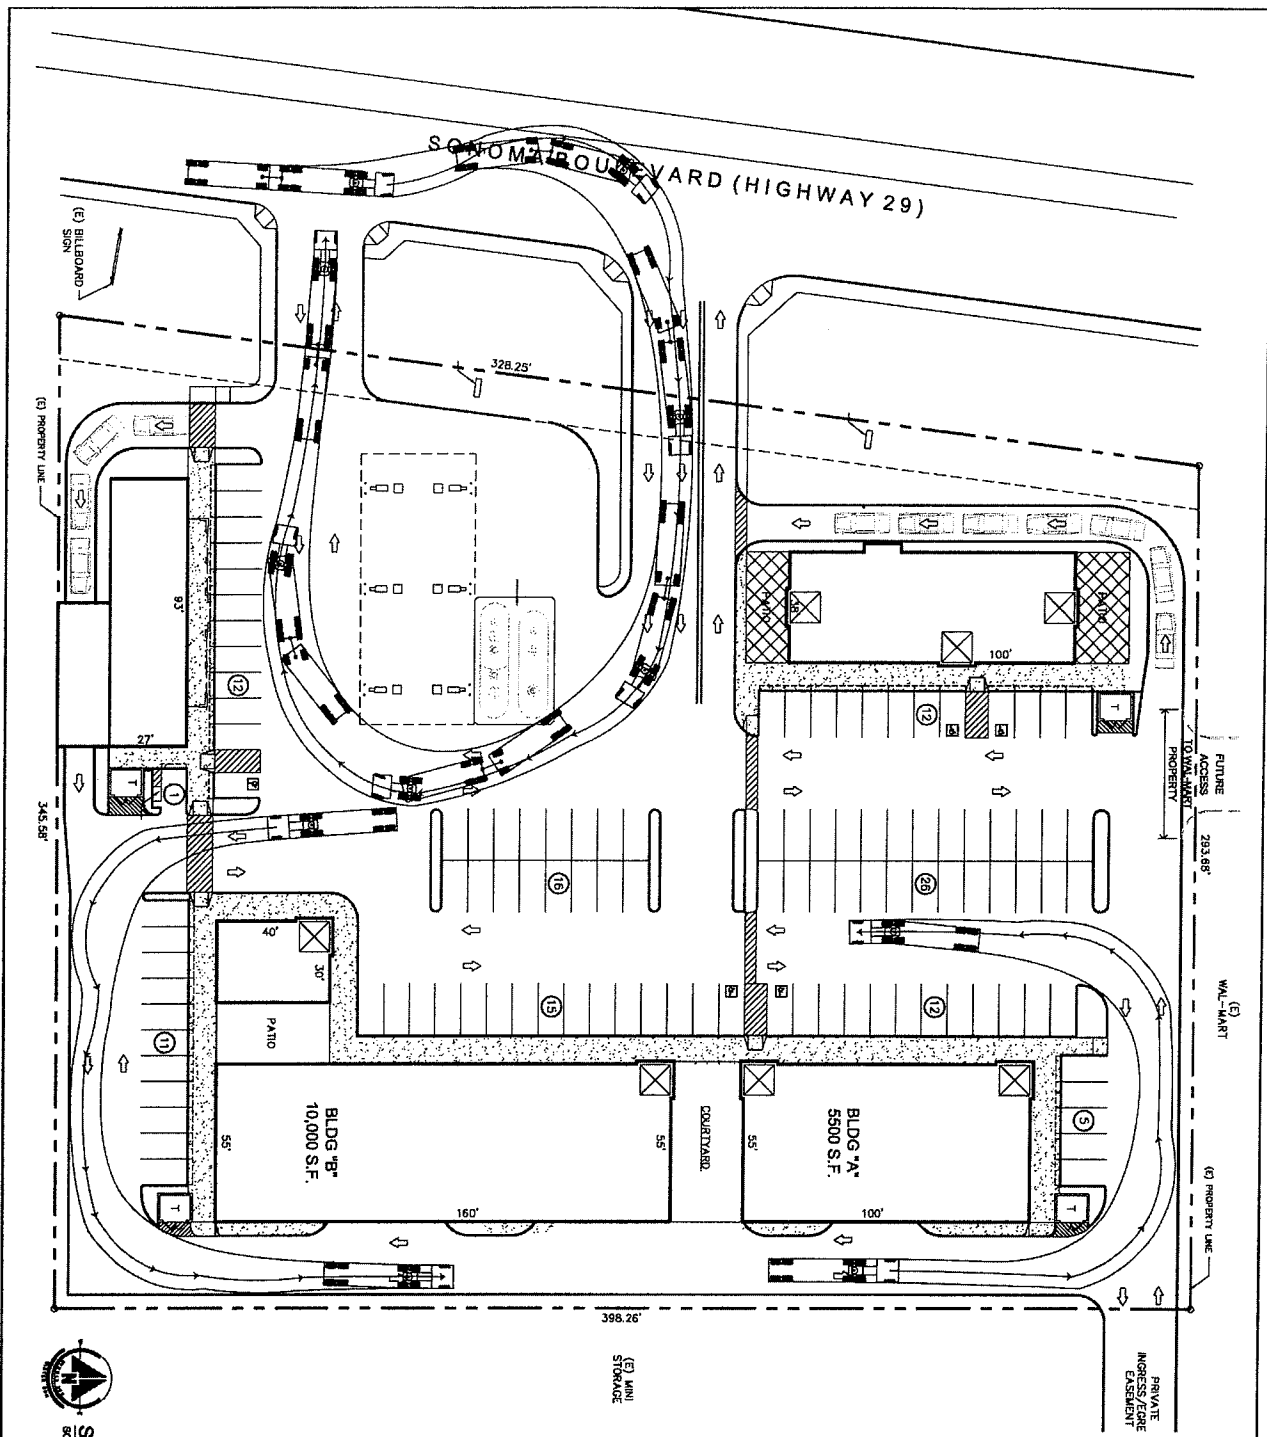 SONOMA BOULEVARD (HIGHWAY 29)
(E) BILLBOARD
SIGN
328.25'
(E) PROPERTY LINE
93'
PATIO
PATIO
100'
12
12
27'
T
1
T
FUTURE
ACCESS
TO WAL-MART
PROPERTY
345.58'
293.68'
16
26
40'
30'
PATIO
15
12
11
(E)
WAL-MART
BLDG "B"
10,000 S.F.
55'
55'
COURTYARD
55'
BLDG "A"
5500 S.F.
5
160'
100'
T
T
(E) PROPERTY LINE
398.26'
(E) MINI
STORAGE
PRIVATE
INGRESS/EGRE
EASEMENT
N
S